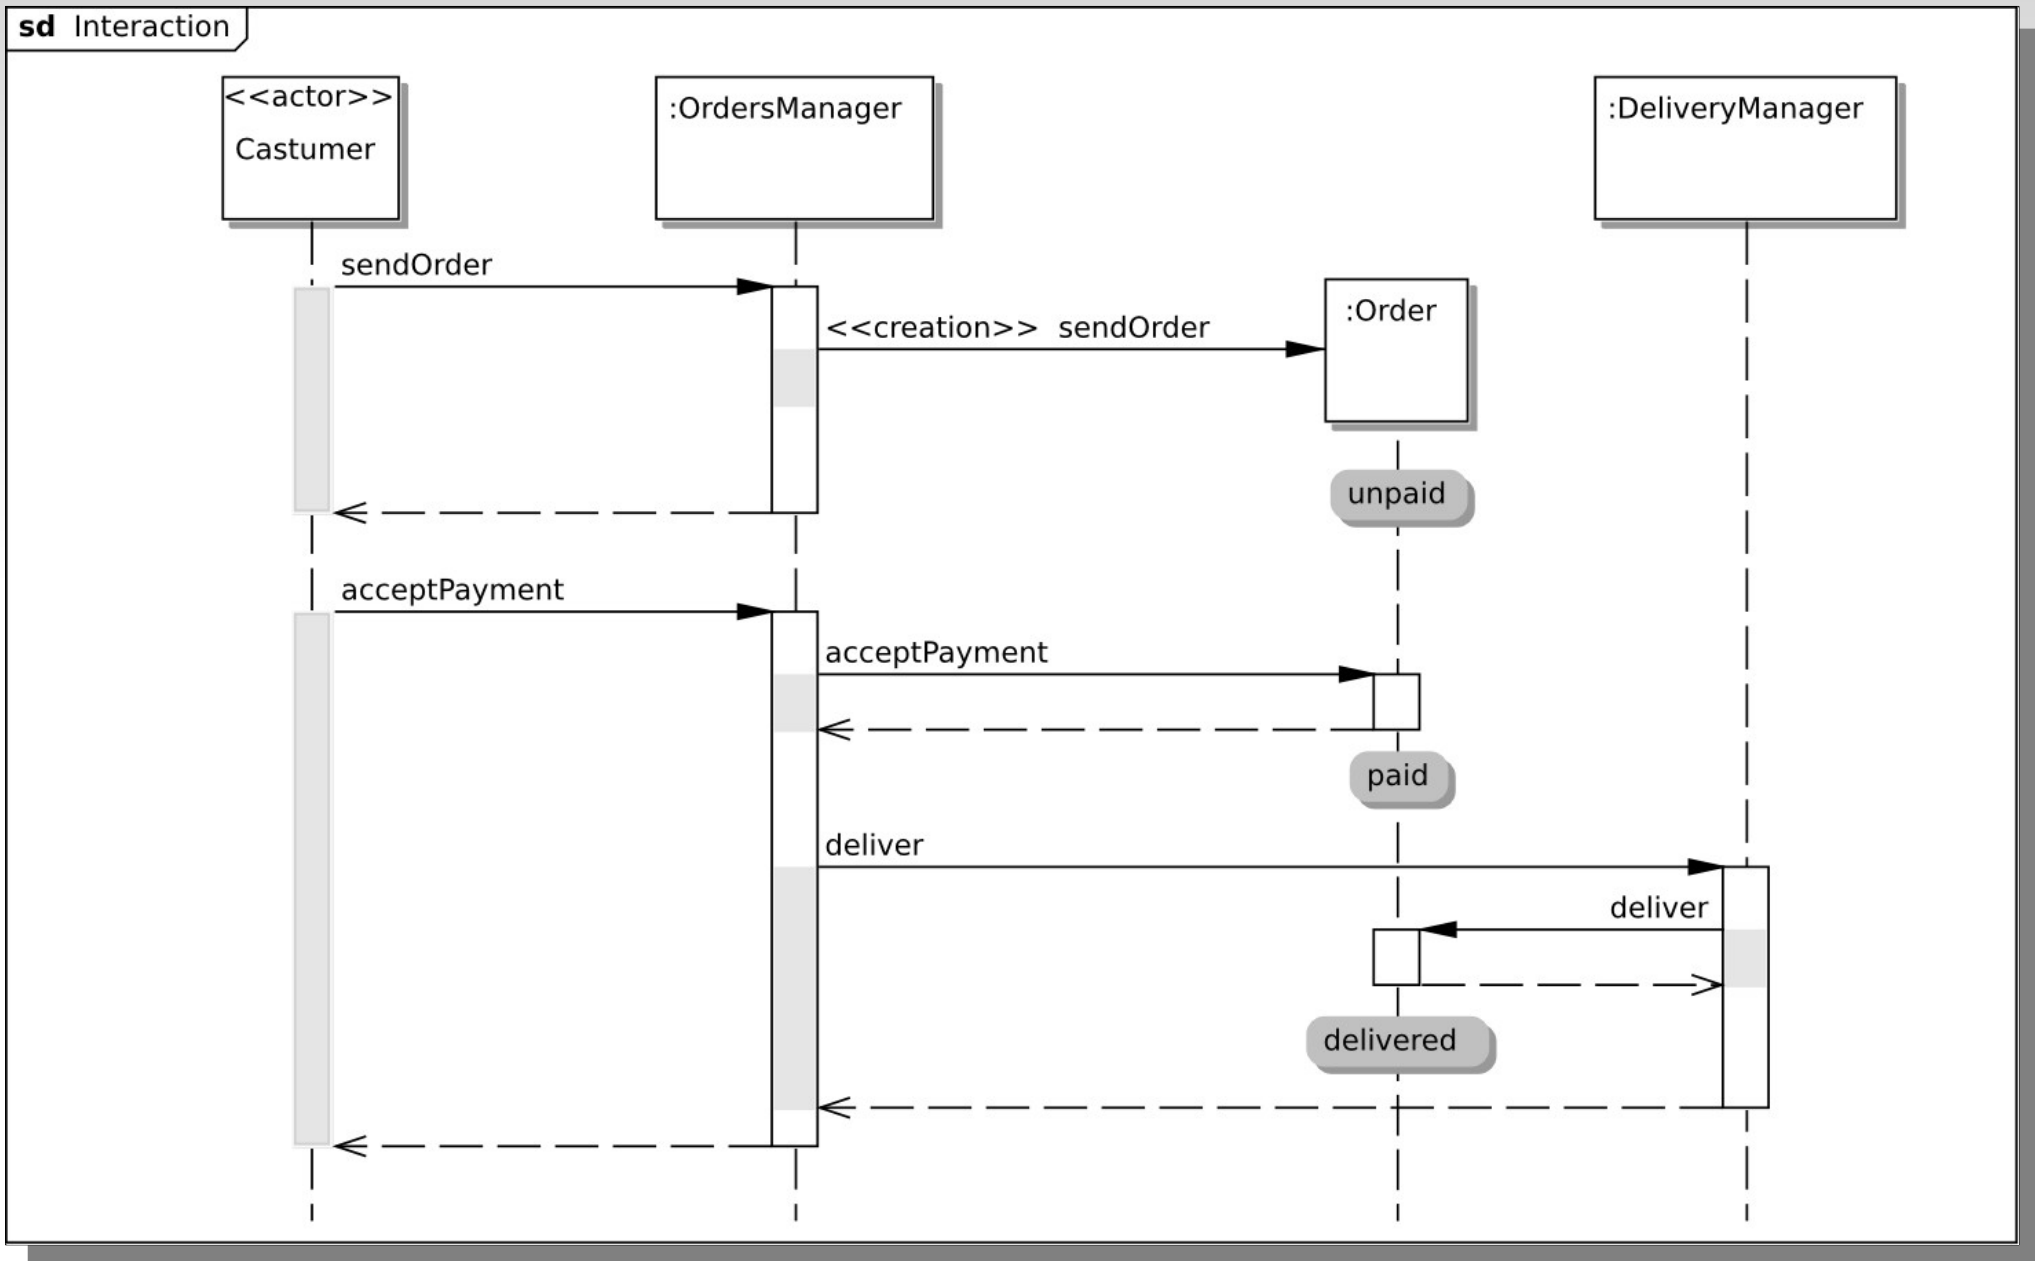 sd Interaction
<<actor>>
Castumer
:OrdersManager
:DeliveryManager
sendOrder
:Order
<<creation>> sendOrder
unpaid
acceptPayment
acceptPayment
paid
deliver
deliver
delivered